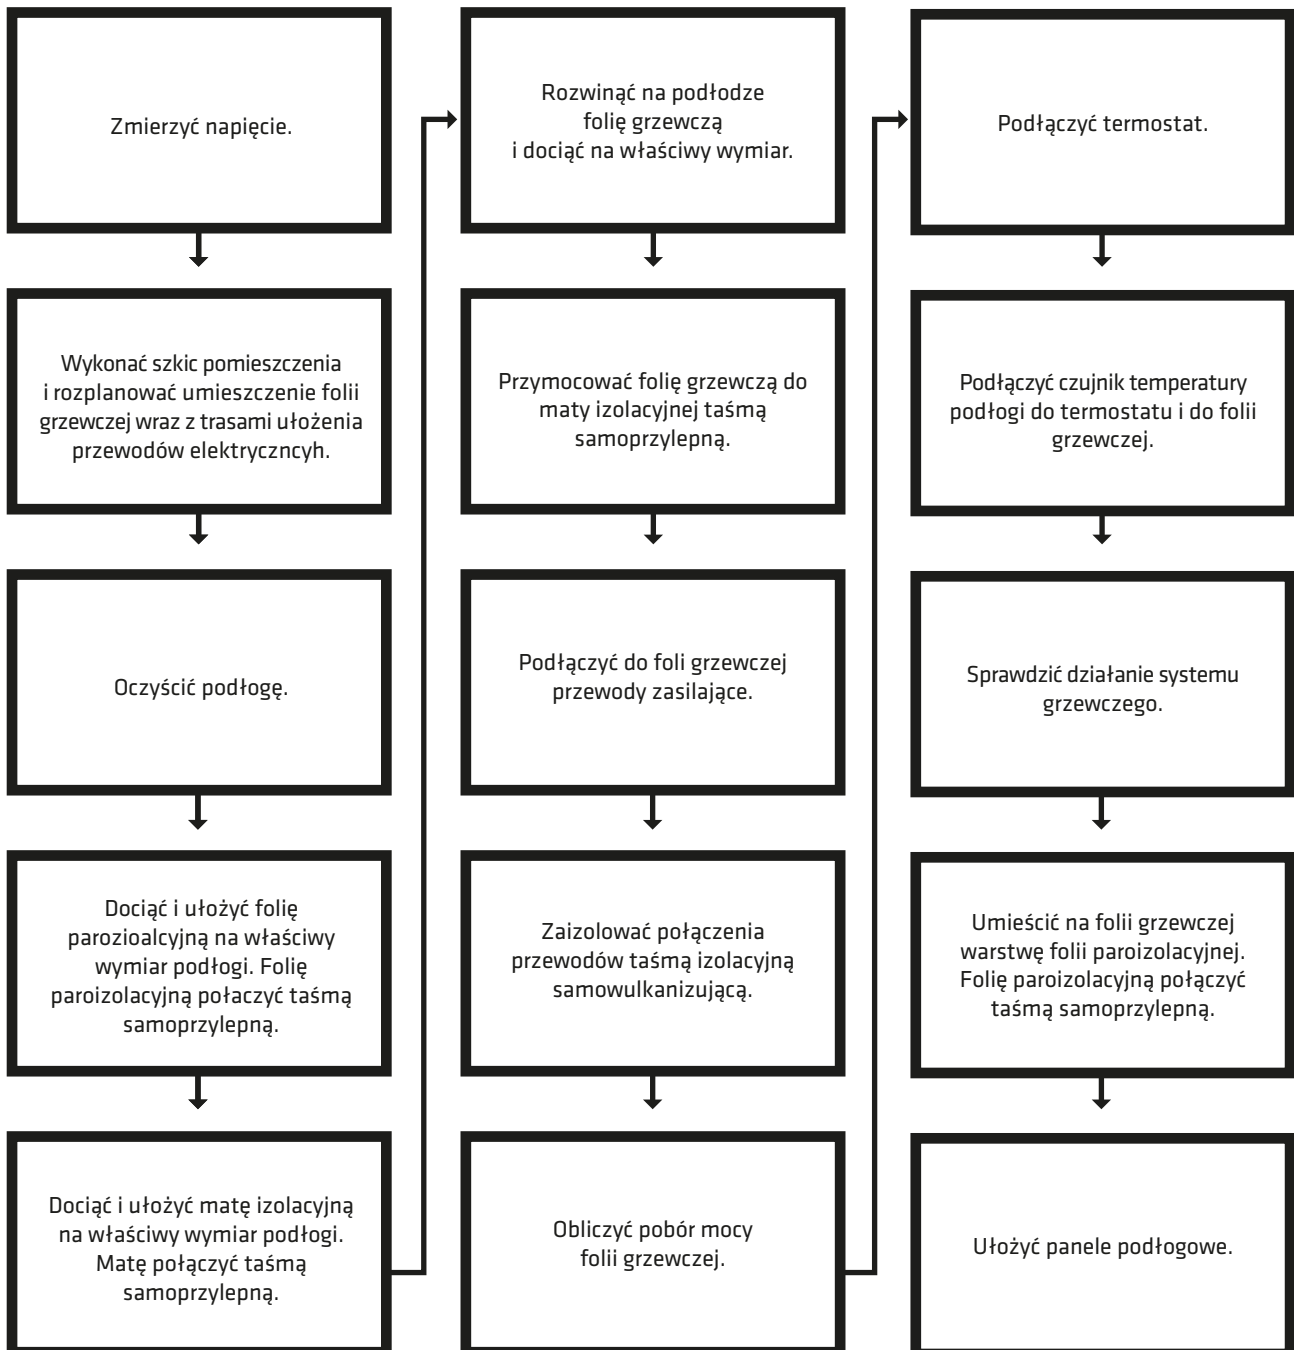 Zmierzyć napięcie.
Wykonać szkic pomieszczenia
i rozplanować umieszczenie folii
grzewczej wraz z trasami ułożenia
przewodów elektryczncyh.
Oczyścić podłogę.
Dociąć i ułożyć folię
parozioalcyjną na właściwy
wymiar podłogi. Folię
paroizolacyjną połaczyć taśmą
samoprzylepną.
Dociąć i ułożyć matę izolacyjną
na właściwy wymiar podłogi.
Matę połączyć taśmą
samoprzylepną.
Rozwinąć na podłodze
folię grzewczą
i dociąć na właściwy wymiar.
Przymocować folię grzewczą do
maty izolacyjnej taśmą
samoprzylepną.
Podłączyć do foli grzewczej
przewody zasilające.
Zaizolować połączenia
przewodów taśmą izolacyjną
samowulkanizującą.
Obliczyć pobór mocy
folii grzewczej.
Podłączyć termostat.
Podłączyć czujnik temperatury
podłogi do termostatu i do folii
grzewczej.
Sprawdzić działanie systemu
grzewczego.
Umieścić na folii grzewczej
warstwę folii paroizolacyjnej.
Folię paroizolacyjną połączyć
taśmą samoprzylepną.
Ułożyć panele podłogowe.